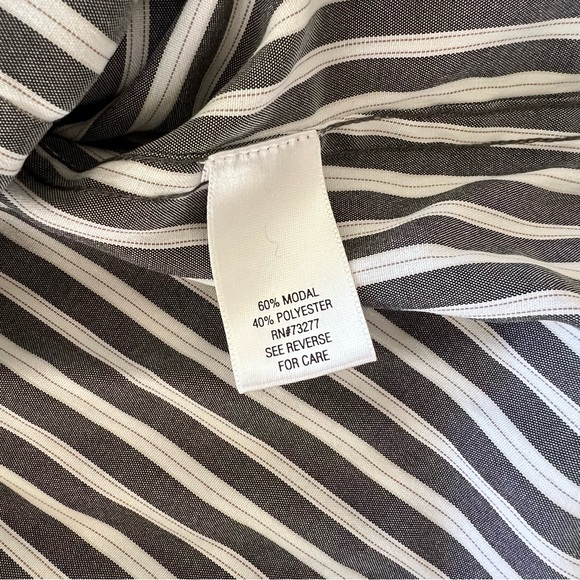 60% MODAL
40% POLYESTER
RN#73277
SEE REVERSE
FOR CARE